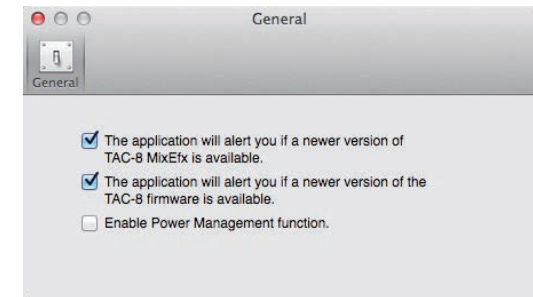 General
General
The application will alert you if a newer version of
TAC-8 MixEfx is available.
The application will alert you if a newer version of the
TAC-8 firmware is available.
Enable Power Management function.